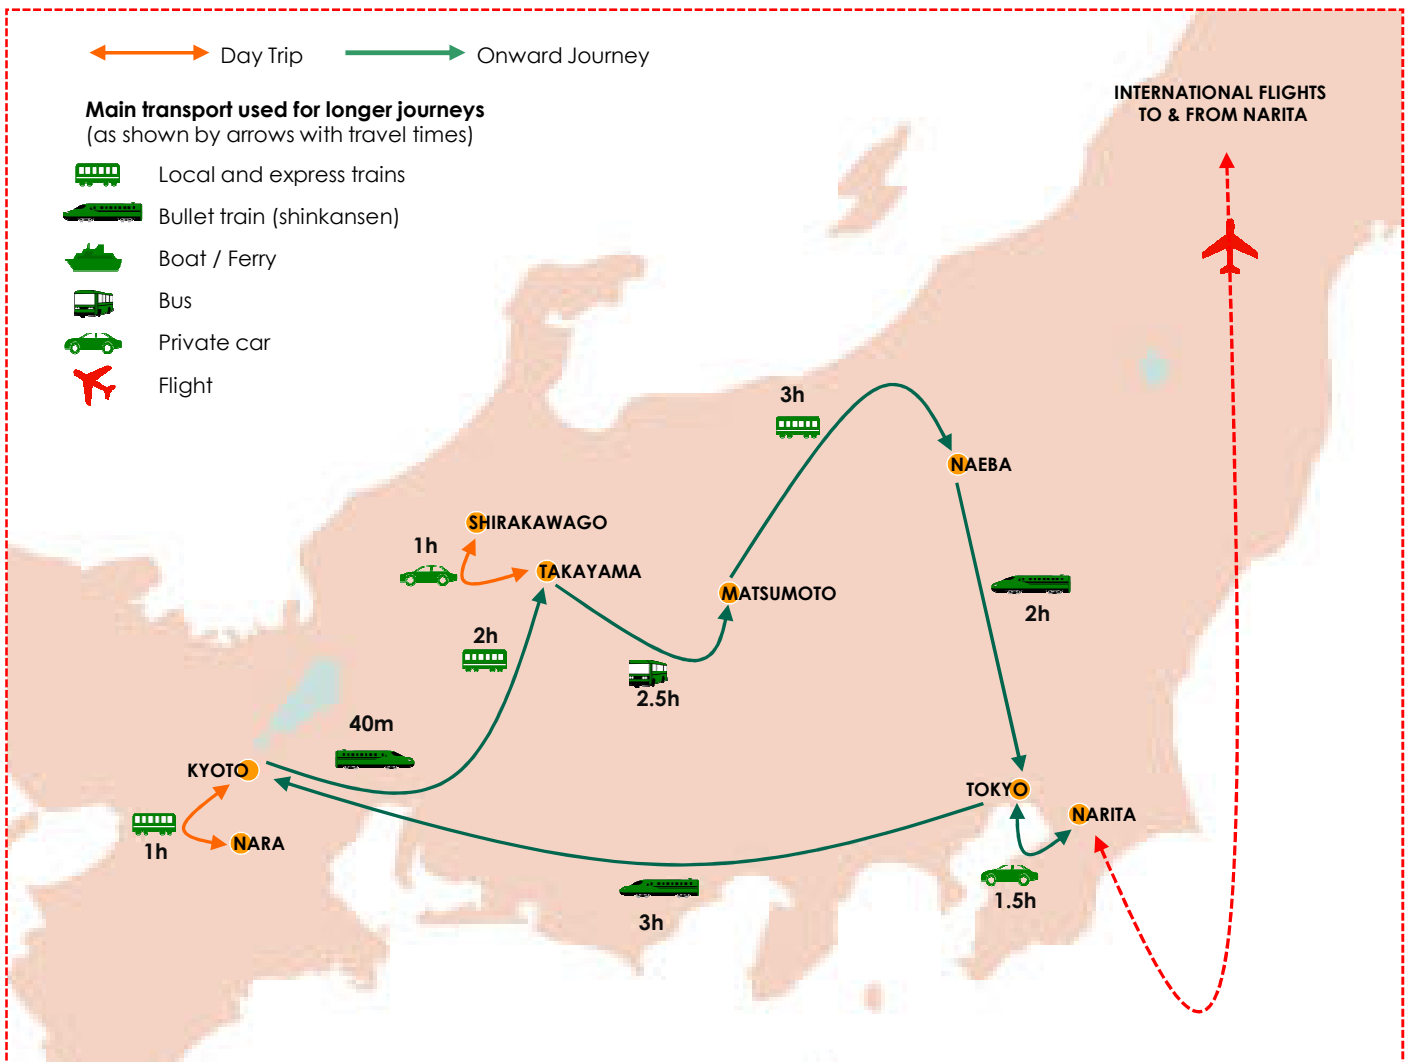 Day Trip
Onward Journey
Main transport used for longer journeys
(as shown by arrows with travel times)
Local and express trains
Bullet train (shinkansen)
Boat / Ferry
Bus
Private car
Flight
INTERNATIONAL FLIGHTS
TO & FROM NARITA
3h
NAEBA
SHIRAKAWAGO
1h
TAKAYAMA
MATSUMOTO
2h
2h
2.5h
40m
KYOTO
TOKYO
NARITA
NARA
1h
1.5h
3h